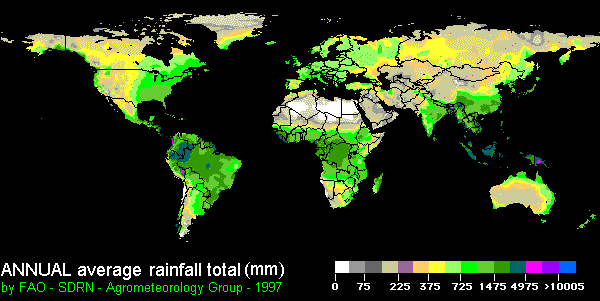 ANNUAL average rainfall total (mm)
by FAO - SDRN - Agrometeorology Group - 1997
0 75 225 375 725 1475 4975 >10005